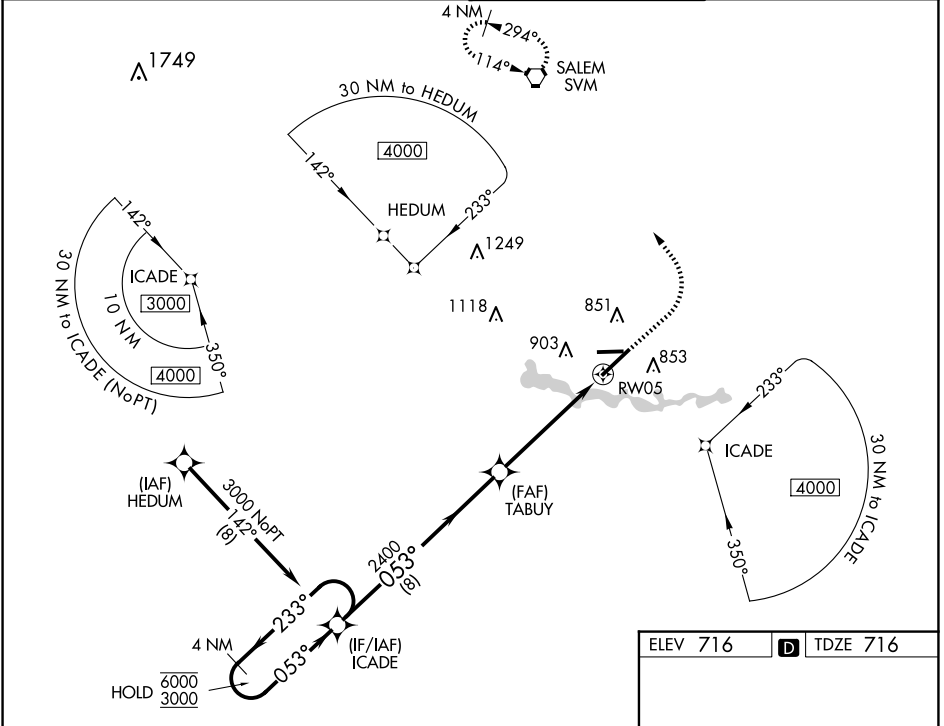 4 NM
294°
114°
SALEM
SVM
1749
30 NM to HEDUM
4000
142°
233°
HEDUM
1249
142°
ICADE
3000
10 NM
350°
4000
30 NM to ICADE (NoPT)
1118
851
903
853
RW05
233°
ICADE
4000
350°
30 NM to ICADE
(IAF)
HEDUM
3000 NoPT
142°
(8)
(FAF)
TABUY
2400
053°
(8)
233°
4 NM
053°
(IF/IAF)
ICADE
HOLD 6000
3000
ELEV 716 D TDZE 716